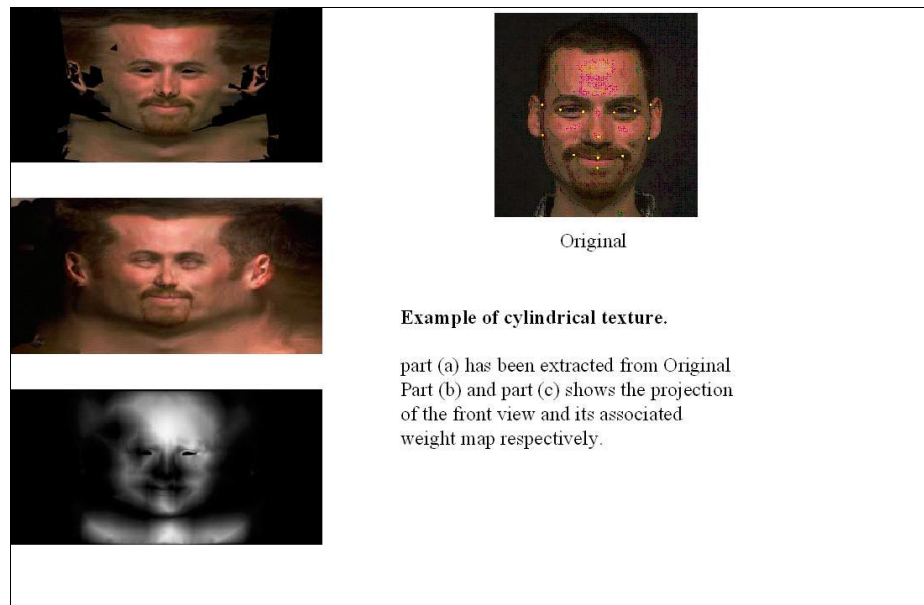 Original
Example of cylindrical texture.
part (a) has been extracted from Original
Part (b) and part (c) shows the projection
of the front view and its associated
weight map respectively.